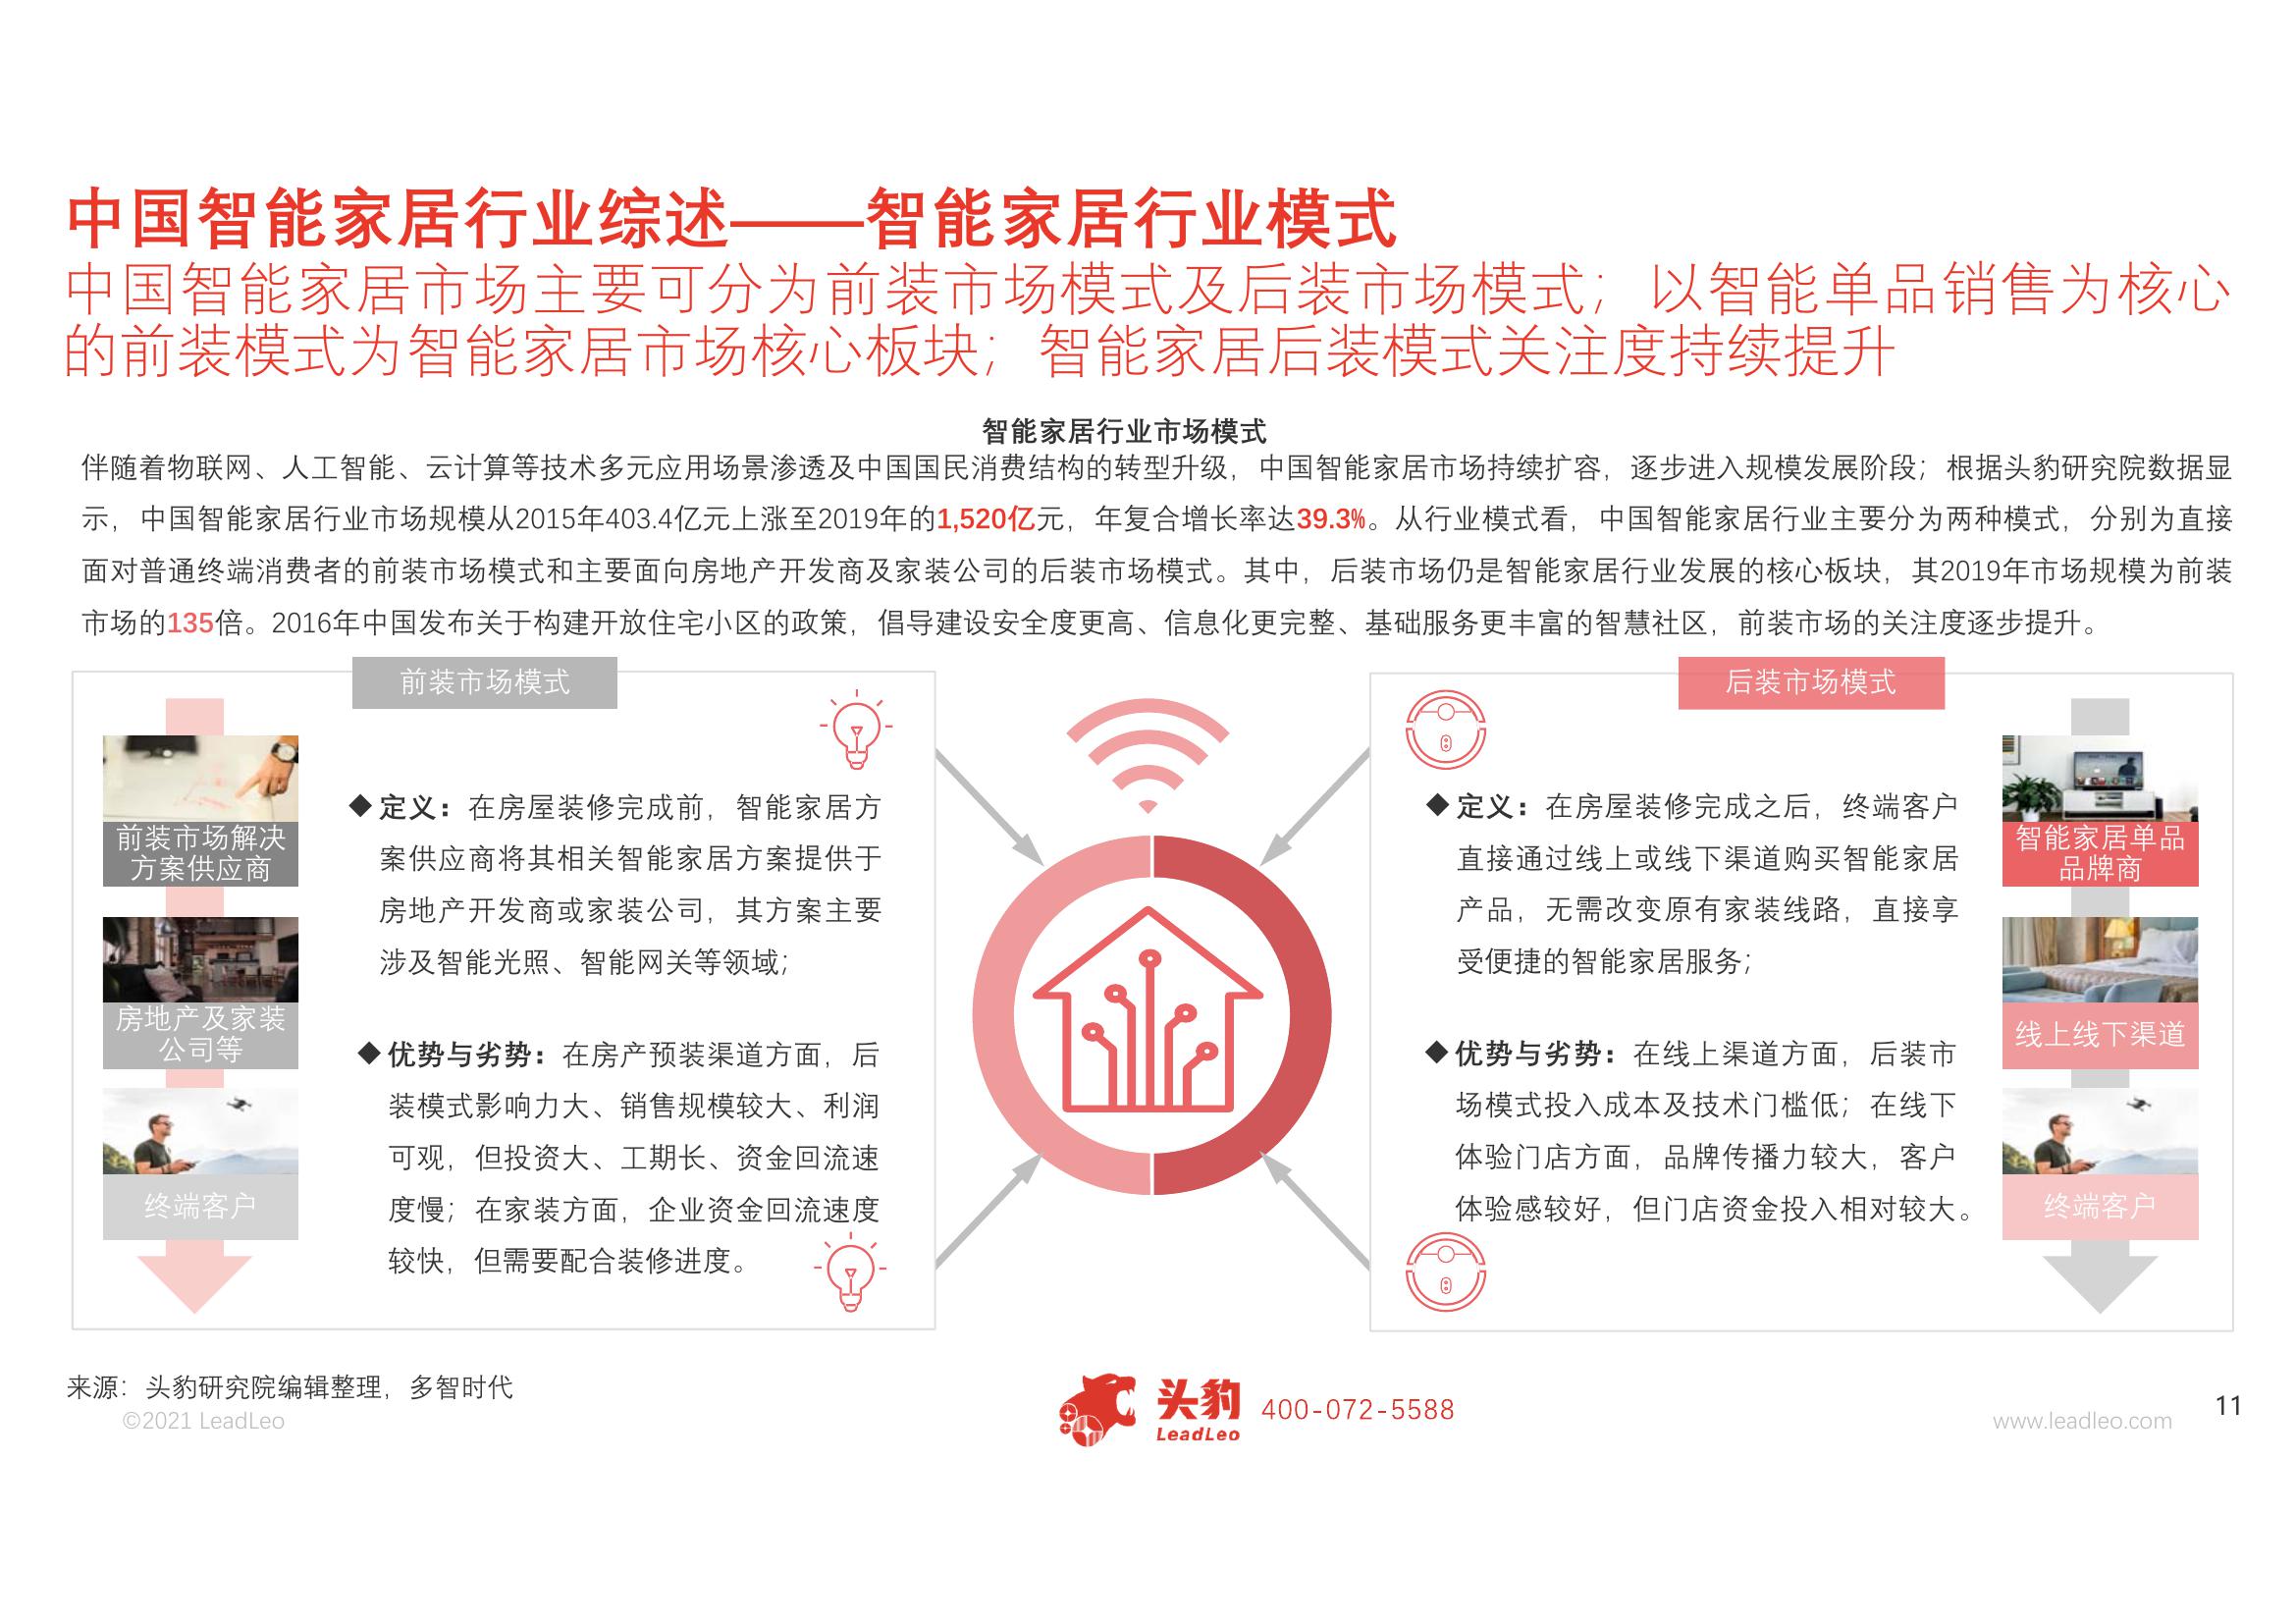 中国智能家居行业综述——智能家居行业模式
中国智能家居市场主要可分为前装市场模式及后装市场模式；以智能单品销售为核心
的前装模式为智能家居市场核心板块；智能家居后装模式关注度持续提升
智能家居行业市场模式
伴随着物联网、人工智能、云计算等技术多元应用场景渗透及中国国民消费结构的转型升级，中国智能家居市场持续扩容，逐步进入规模发展阶段；根据头豹研究院数据显
示，中国智能家居行业市场规模从2015年403.4亿元上涨至2019年的1,520亿元，年复合增长率达39.3%。从行业模式看，中国智能家居行业主要分为两种模式，分别为直接
面对普通终端消费者的前装市场模式和主要面向房地产开发商及家装公司的后装市场模式。其中，后装市场仍是智能家居行业发展的核心板块，其2019年市场规模为前装
市场的135倍。2016年中国发布关于构建开放住宅小区的政策，倡导建设安全度更高、信息化更完整、基础服务更丰富的智慧社区，前装市场的关注度逐步提升。
前装市场模式
前装市场解决
方案供应商
房地产及家装
公司等
终端客户
◆定义：在房屋装修完成前，智能家居方
案供应商将其相关智能家居方案提供于
房地产开发商或家装公司，其方案主要
涉及智能光照、智能网关等领域；
◆优势与劣势：在房产预装渠道方面，后
装模式影响力大、销售规模较大、利润
可观，但投资大、工期长、资金回流速
度慢；在家装方面，企业资金回流速度
较快，但需要配合装修进度。
后装市场模式
◆定义：在房屋装修完成之后，终端客户
直接通过线上或线下渠道购买智能家居
产品，无需改变原有家装线路，直接享
受便捷的智能家居服务；
◆优势与劣势：在线上渠道方面，后装市
场模式投入成本及技术门槛低；在线下
体验门店方面，品牌传播力较大，客户
体验感较好，但门店资金投入相对较大。
智能家居单品
品牌商
线上线下渠道
终端客户
来源：头豹研究院编辑整理，多智时代
©2021 LeadLeo
头豹
LeadLeo
400-072-5588
www.leadleo.com
11